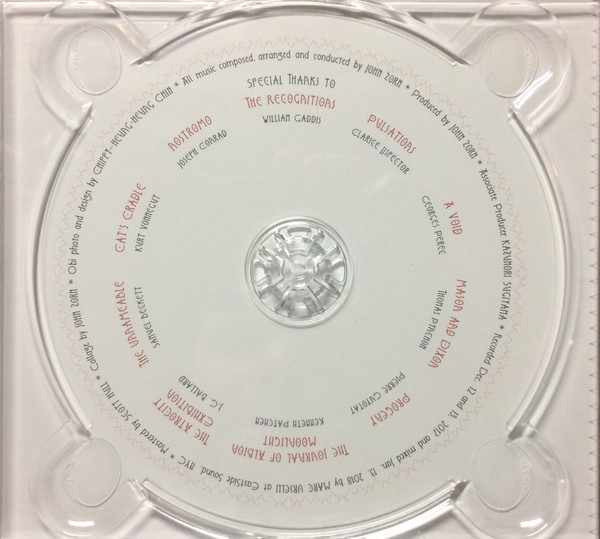 * All music composed, arranged and conducted by JOHN ZORN * Produced by JOHN ZORN * Associate Producer KAZUNORI SUGIYAMA * Recorded Dec. 12 and 13, 2017 and mixed Jan. 13, 2018 by MARC URSELLI at EastSide Sound, NYC * Mastered by SCOTT HULL * Collage by JOHN ZORN * Obi photo and design by CHIPPY-HEUNG-HEUNG CHIN
SPECIAL THANKS TO
THE RECOGNITIONS
WILLIAM GADDIS
PULSATIONS
CLARICE LISPECTOR
A VOID
GEORGES PEREC
MASON AND DIXON
THOMAS PYNCHON
PROGENY
PIERRE GUYOTAT
THE JOURNAL OF ALBION
MOONLIGHT
KENNETH PATCHEN
THE ATROCITY
EXHIBITION
J.G. BALLARD
THE UNNAMEABLE
SAMUEL BECKETT
CAT'S CRADLE
KURT VONNEGUT
NOSTROMO
JOSEPH CONRAD